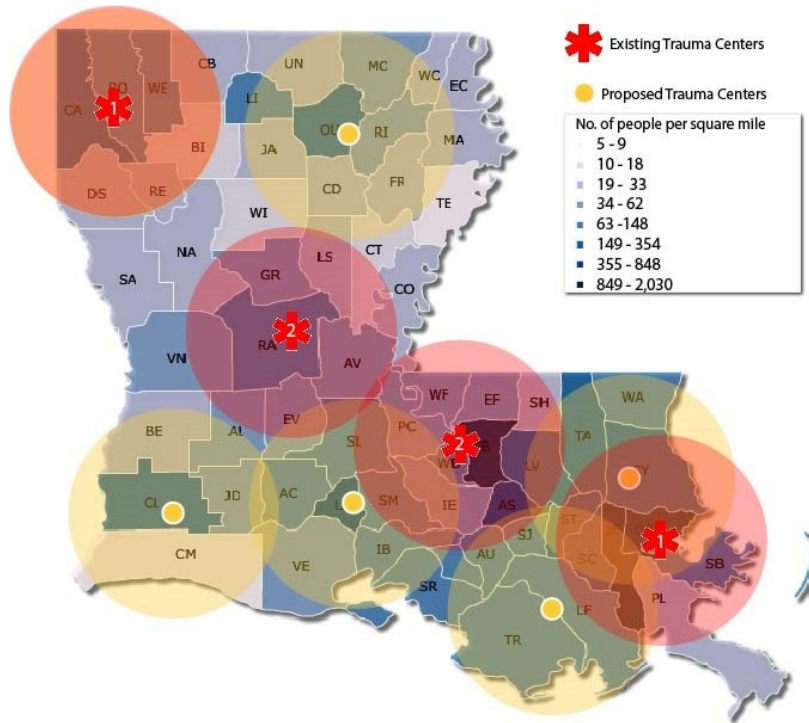 Existing Trauma Centers
Proposed Trauma Centers
No. of people per square mile
5 - 9
10 - 18
19 - 33
34 - 62
63 -148
149 - 354
355 - 848
849 - 2,030
CB
UN
MC
WC
EC
BO
WE
CA
1
LI
OU
RI
MA
BI
JA
DS
RE
CD
FR
TE
WI
NA
CT
SA
GR
LS
CO
2
RA
VN
AV
WF
EF
SH
WA
BE
AL
EV
SL
PC
2
TA
LV
CL
JD
AC
SM
IE
AS
ST
1
SB
CM
VE
IB
AU
SJ
SC
SR
PL
TR
LF